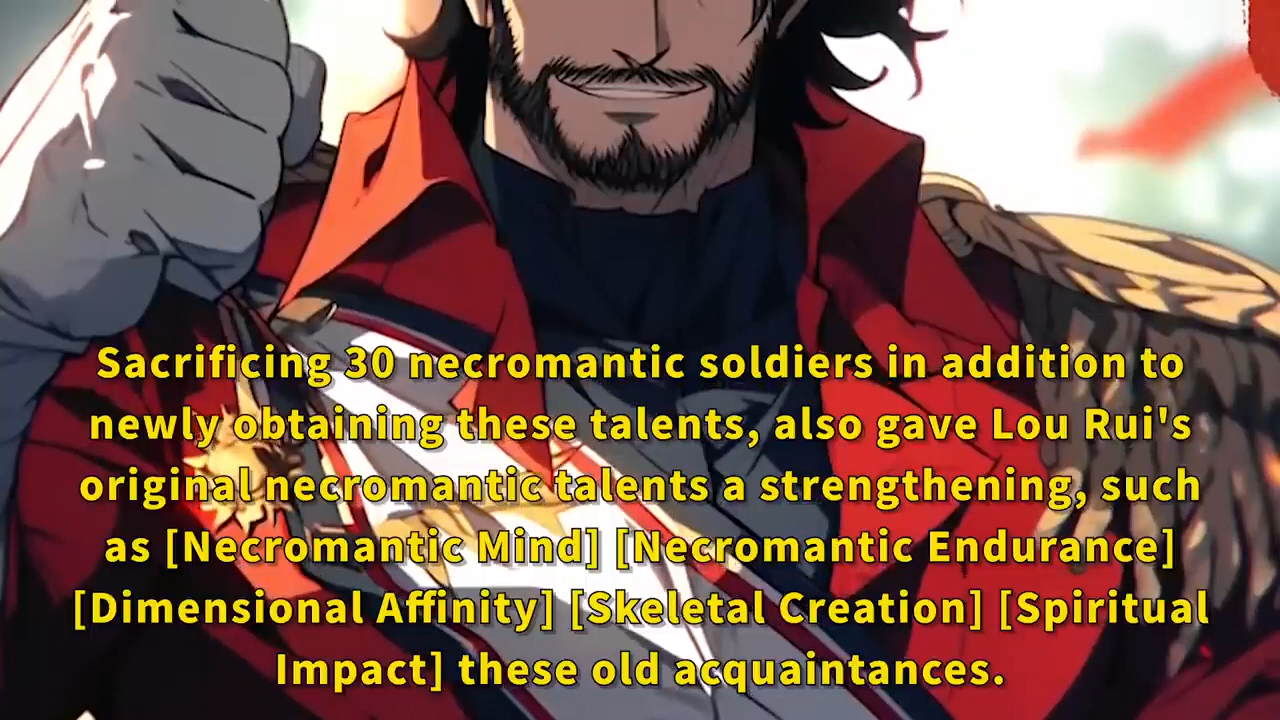 Sacrificing 30 necromantic soldiers in addition to
newly obtaining these talents, also gave Lou Rui's
original necromantic talents a strengthening, such
as [Necromantic Mind] [Necromantic Endurance]
[Dimensional Affinity] [Skeletal Creation] [Spiritual
Impact] these old acquaintances.